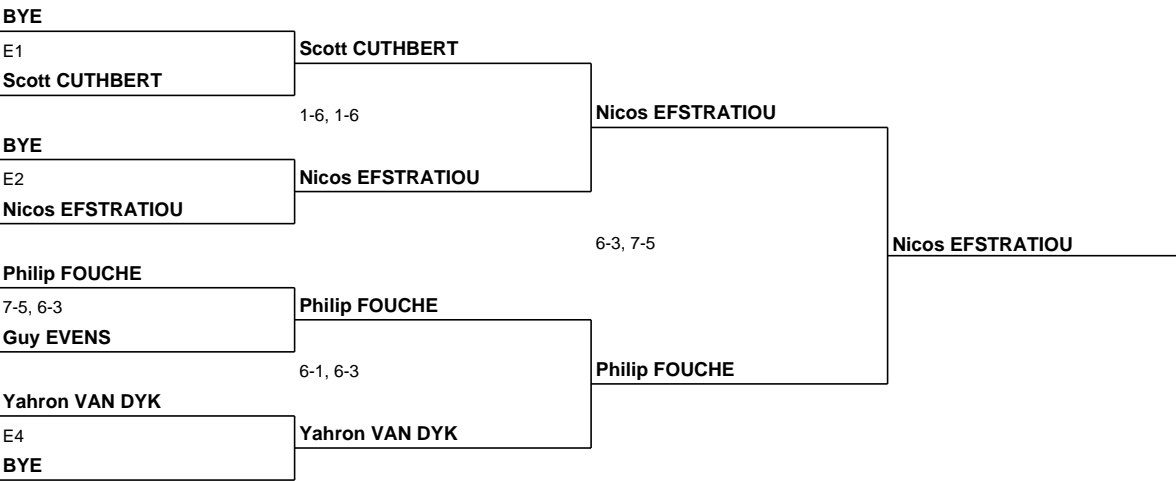 BYE
E1
Scott CUTHBERT
BYE
E2
Nicos EFSTRATIOU
Philip FOUCHE
7-5, 6-3
Guy EVENS
Yahron VAN DYK
E4
BYE
Scott CUTHBERT
1-6, 1-6
Nicos EFSTRATIOU
Philip FOUCHE
6-1, 6-3
Yahron VAN DYK
Nicos EFSTRATIOU
6-3, 7-5
Philip FOUCHE
Nicos EFSTRATIOU